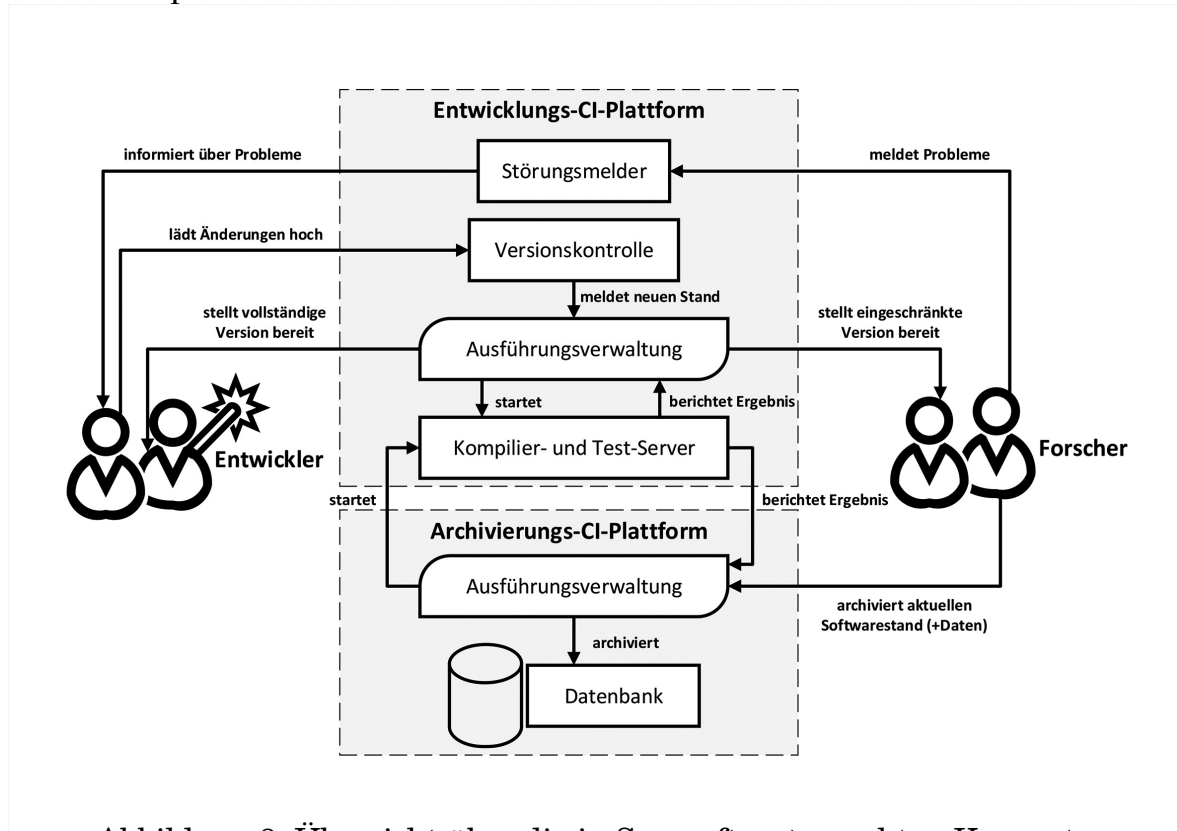 Entwicklungs-CI-Plattform
informiert über Probleme
Störungsmelder
meldet Probleme
lädt Änderungen hoch
Versionskontrolle
meldet neuen Stand
stellt vollständige
Version bereit
Ausführungsverwaltung
stellt eingeschränkte
Version bereit
startet
berichtet Ergebnis
Kompilier- und Test-Server
Entwickler
Forscher
startet
berichtet Ergebnis
Archivierungs-CI-Plattform
Ausführungsverwaltung
archiviert aktuellen
Softwarestand (+Daten)
archiviert
Datenbank